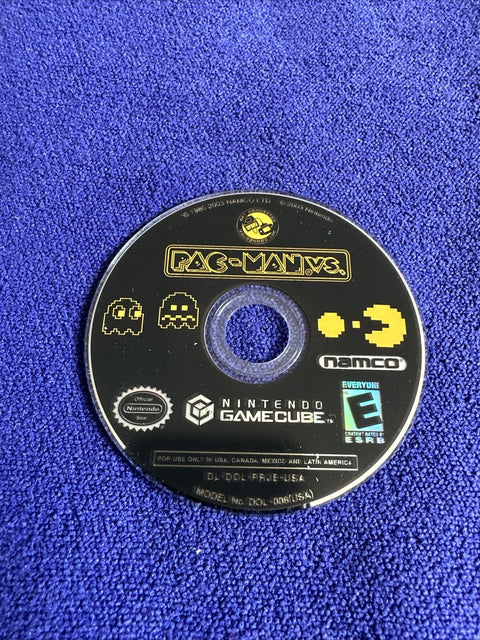 © 1980 2003 NAMCO LTD. © 2003 Nintendo
PAC-MAN VS.
namco
Official
Nintendo
Seal
NINTENDO
GAMECUBE™
EVERYONE
E
CONTENT RATED BY
ESRB
FOR USE ONLY IN USA, CANADA, MEXICO AND LATIN AMERICA
DL-DOL-PRJE-USA
MODEL No. DOL-006(USA)